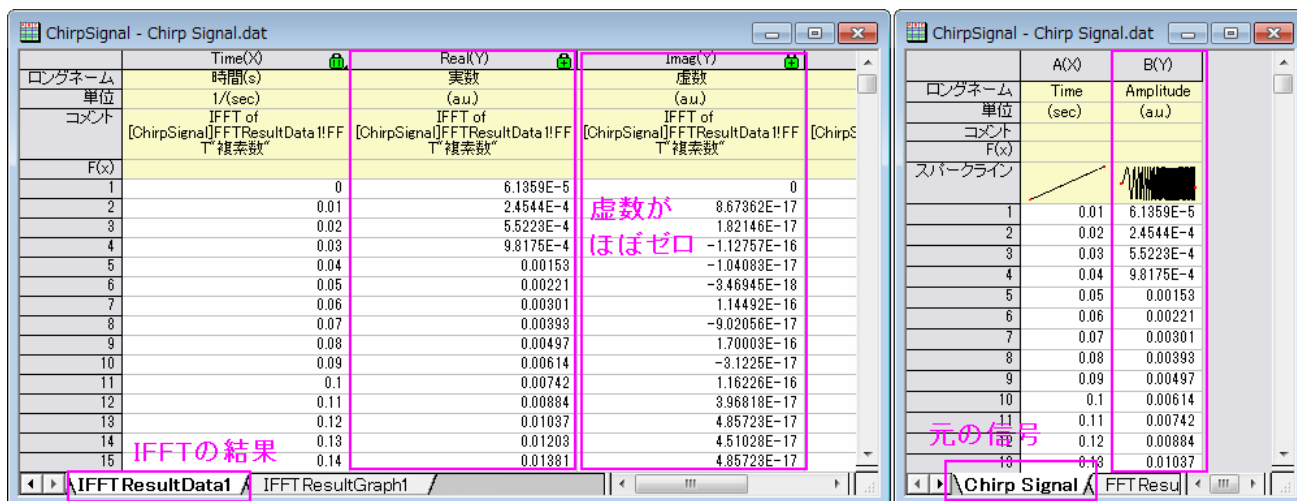 ChirpSignal - Chirp Signal.dat
Time(X) Real(Y) Imag(Y)
ロングネーム 時間(s) 実数 虚数
単位 1/(sec) (a.u.) (a.u.)
コメント IFFT of IFFT of IFFT of
[ChirpSignal]FFTResultData1!FF [ChirpSignal]FFTResultData1!FF [ChirpSignal]FFTResultData1!FF [ChirpS
T"複素数" T"複素数" T"複素数"
F(x)
1 0 6.1359E-5 0
2 0.01 2.4544E-4 8.67362E-17
3 0.02 5.5223E-4 1.82146E-17
4 0.03 9.8175E-4 -1.12757E-16
5 0.04 0.00153 -1.04083E-17
6 0.05 0.00221 -3.46945E-18
7 0.06 0.00301 1.14492E-16
8 0.07 0.00393 -9.02056E-17
9 0.08 0.00497 1.70003E-16
10 0.09 0.00614 -3.1225E-17
11 0.1 0.00742 1.16226E-16
12 0.11 0.00884 3.96818E-17
13 0.12 0.01037 4.85723E-17
14 0.13 0.01203 4.51028E-17
15 0.14 0.01381 4.85723E-17
虚数が
ほぼゼロ
IFFTの結果
IFFTResultData1 IFFTResultGraph1
ChirpSignal - Chirp Signal.dat
A(X) B(Y)
ロングネーム Time Amplitude
単位 (sec) (a.u.)
コメント
F(x)
スパークライン
1 0.01 6.1359E-5
2 0.02 2.4544E-4
3 0.03 5.5223E-4
4 0.04 9.8175E-4
5 0.05 0.00153
6 0.06 0.00221
7 0.07 0.00301
8 0.08 0.00393
9 0.09 0.00497
10 0.1 0.00614
11 0.11 0.00742
12 0.12 0.00884
13 0.13 0.01037
元の信号
Chirp Signal FFTResul